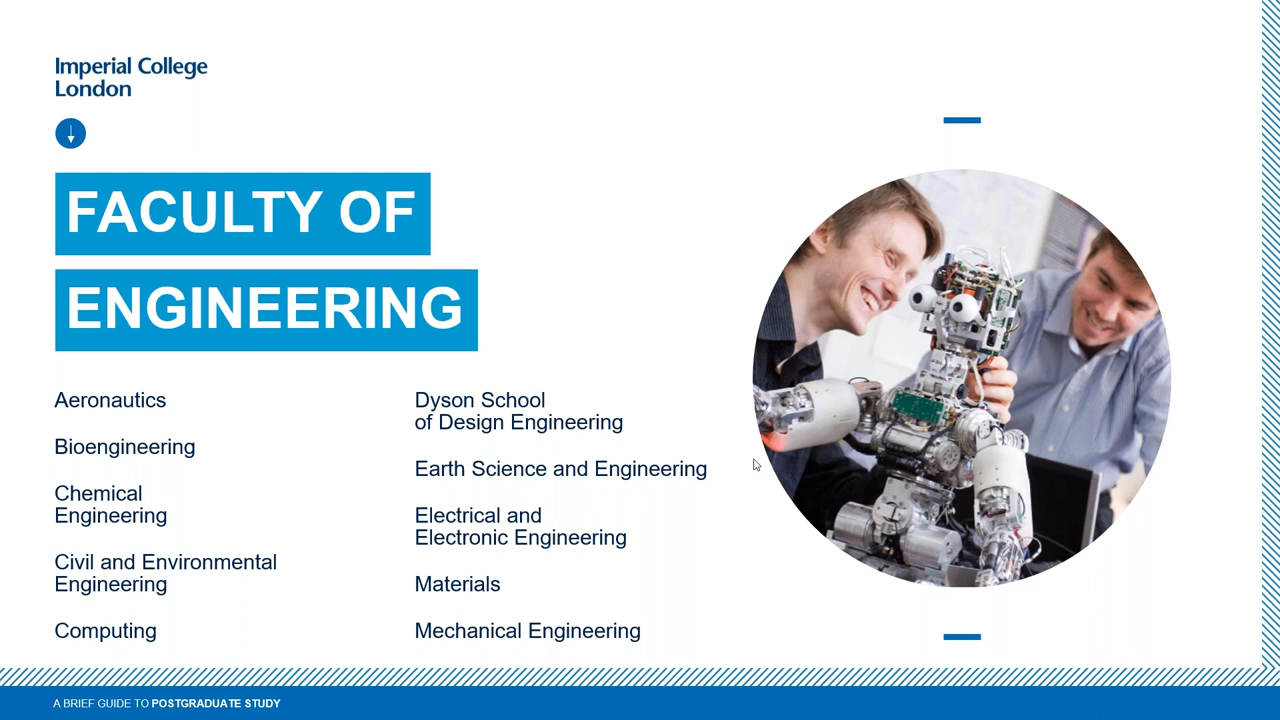 Imperial College
London
FACULTY OF
ENGINEERING
Aeronautics
Bioengineering
Chemical
Engineering
Civil and Environmental
Engineering
Computing
Dyson School
of Design Engineering
Earth Science and Engineering
Electrical and
Electronic Engineering
Materials
Mechanical Engineering
A BRIEF GUIDE TO POSTGRADUATE STUDY